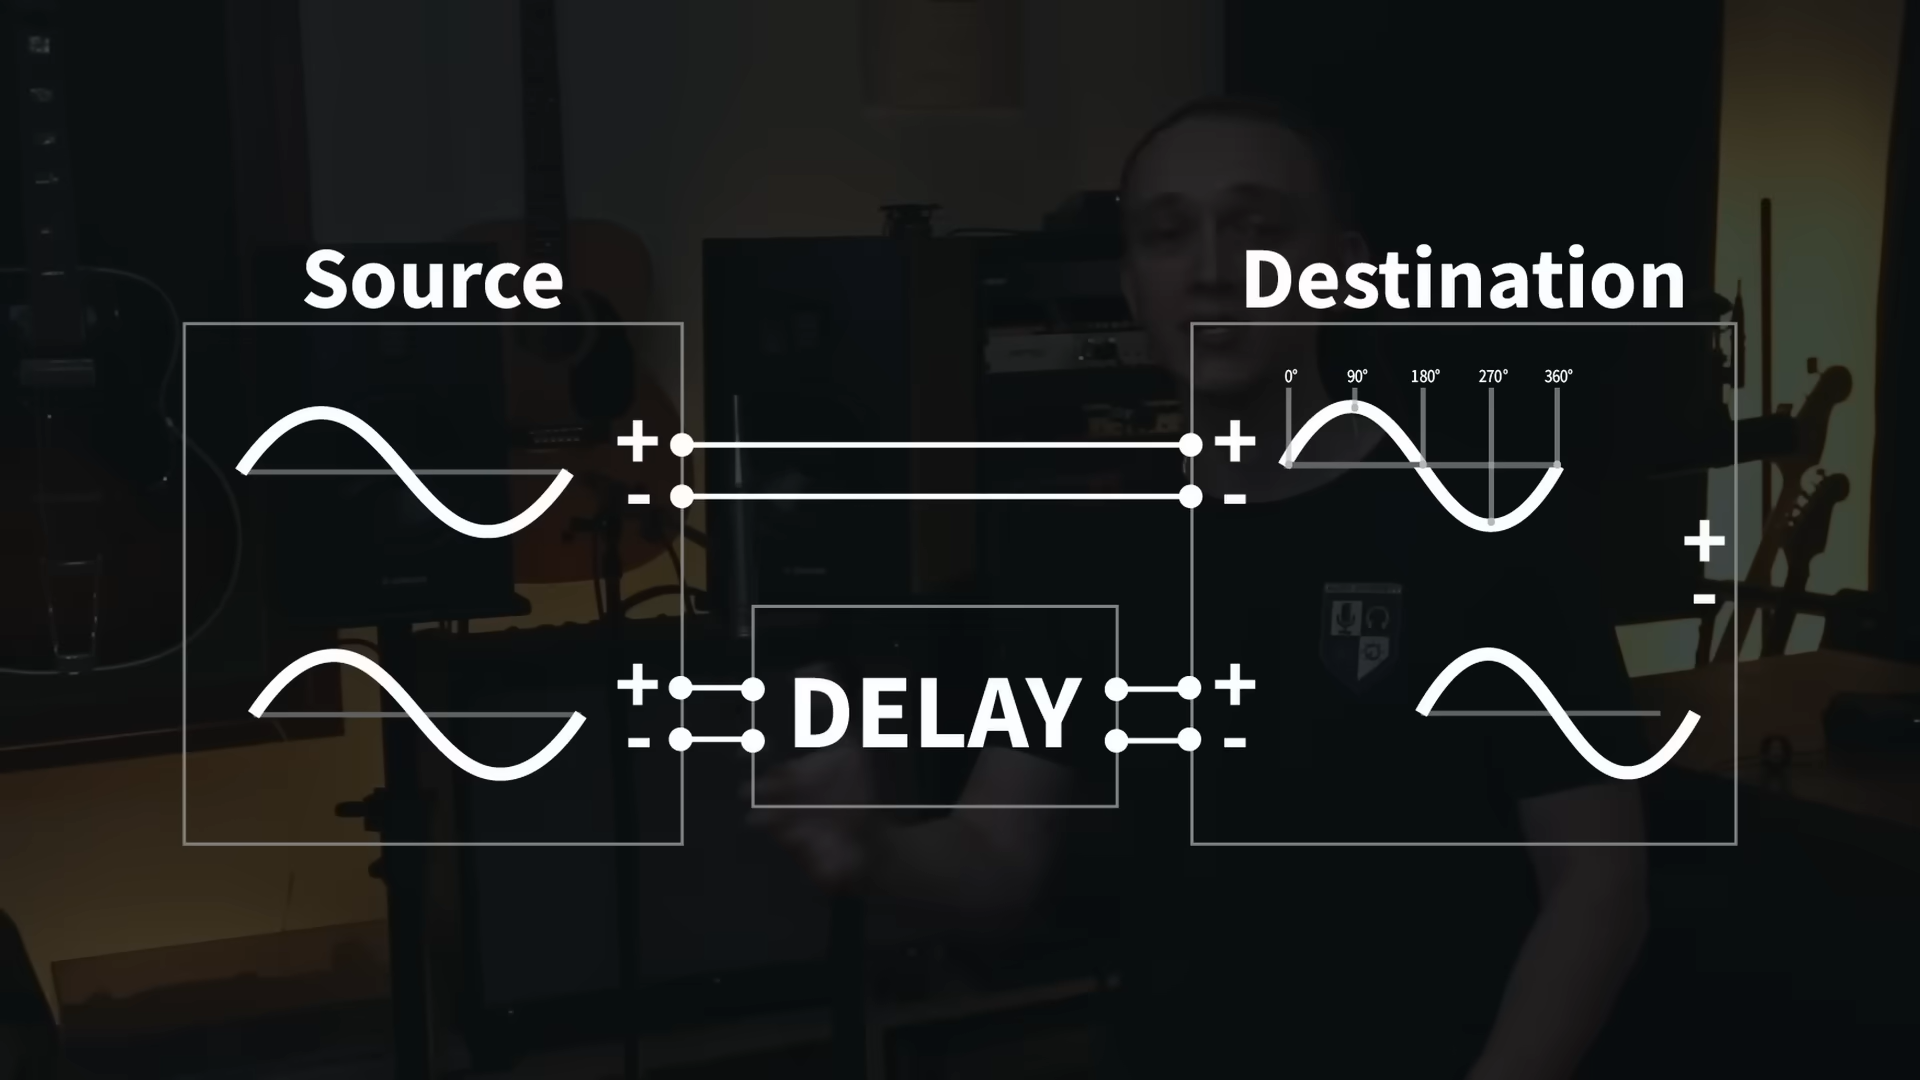 Source
Destination
0° 90° 180° 270° 360°
+ +
- -
+
-
+ DELAY +
- -